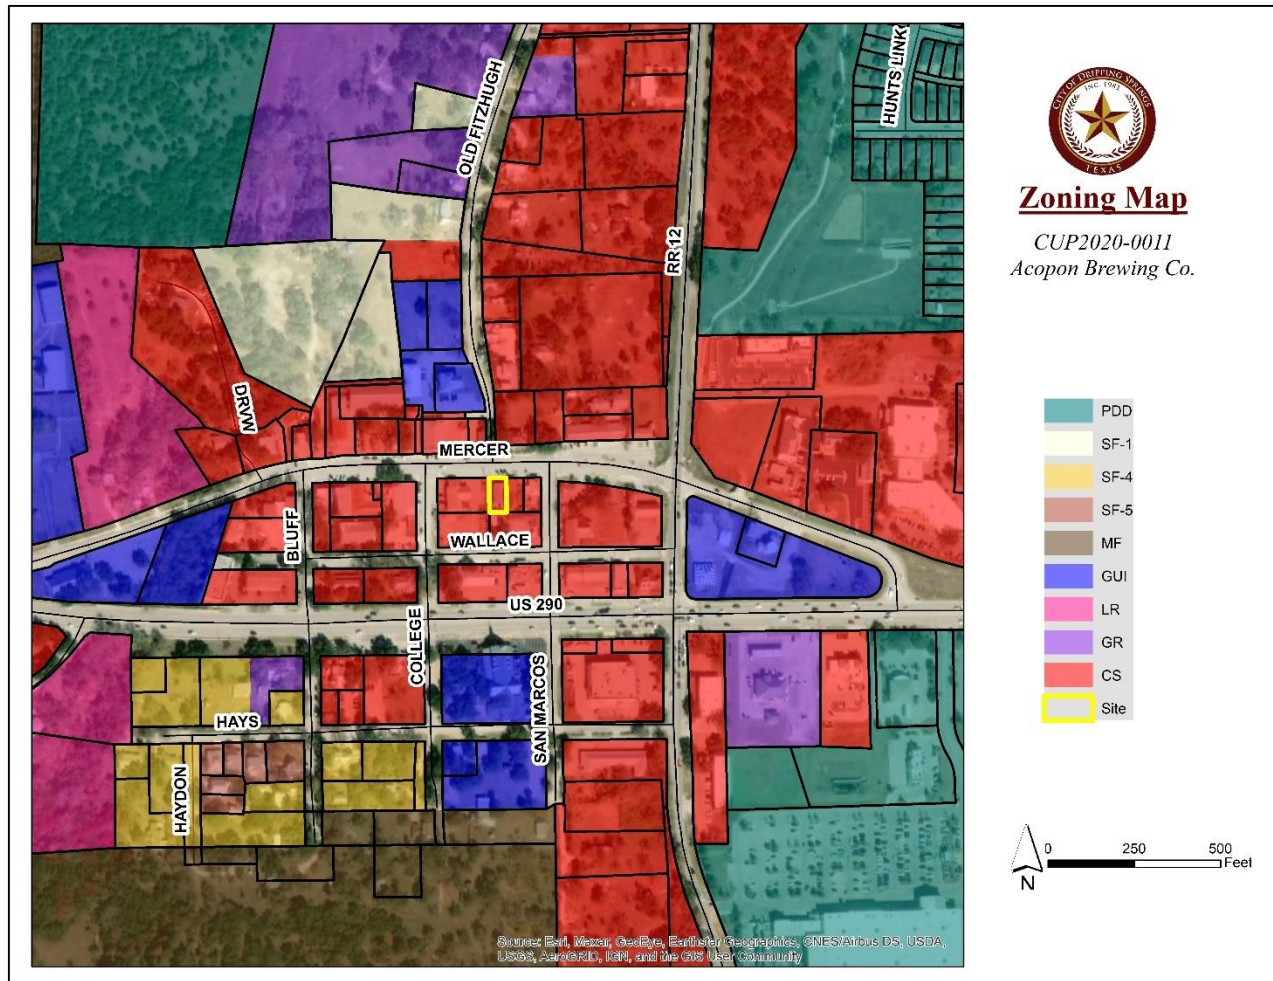 HUNTS LINK
OLD FITZHUGH
RR 12
DRVW
MERCER
BLUFF
WALLACE
US 290
COLLEGE
SAN MARCOS
HAYS
HAYDON
Source: Esri, Maxar, GeoEye, Earthstar Geographics, CNES/Airbus DS, USDA,
USGS, AeroGRID, IGN, and the GIS User Community
CITY OF DRIPPING SPRINGS
INC. 1981
TEXAS
Zoning Map
CUP2020-0011
Acopon Brewing Co.
PDD
SF-1
SF-4
SF-5
MF
GUI
LR
GR
CS
Site
0 250 500
Feet
N